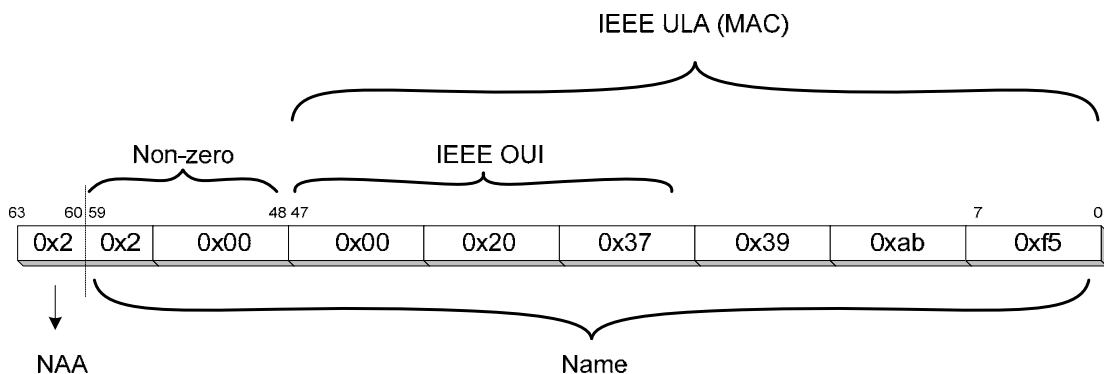 IEEE ULA (MAC)
Non-zero
IEEE OUI
63 60 59 48 47 7 0
0x2 0x2 0x00 0x00 0x20 0x37 0x39 0xab 0xf5
NAA
Name